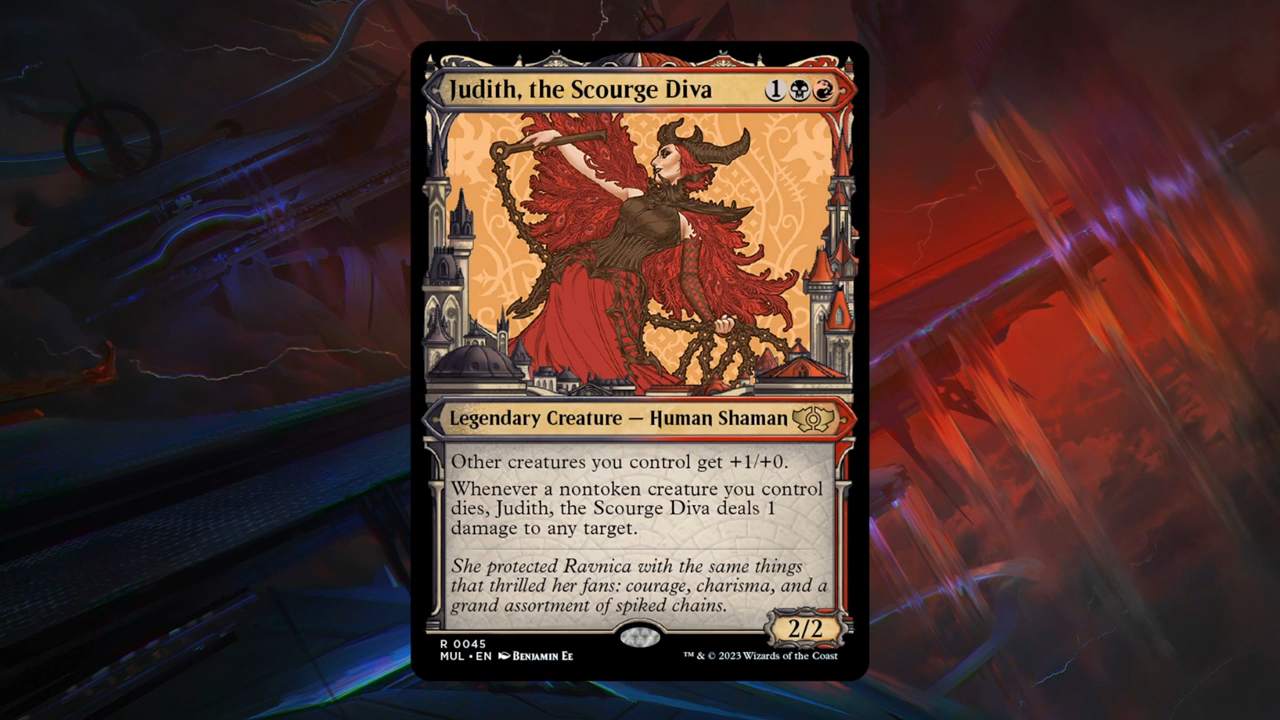 Judith, the Scourge Diva 1
Legendary Creature — Human Shaman
Other creatures you control get +1/+0.
Whenever a nontoken creature you control
dies, Judith, the Scourge Diva deals 1
damage to any target.
She protected Ravnica with the same things
that thrilled her fans: courage, charisma, and a
grand assortment of spiked chains.
2/2
R 0045
MUL • EN Benjamin Ee
™ & © 2023 Wizards of the Coast